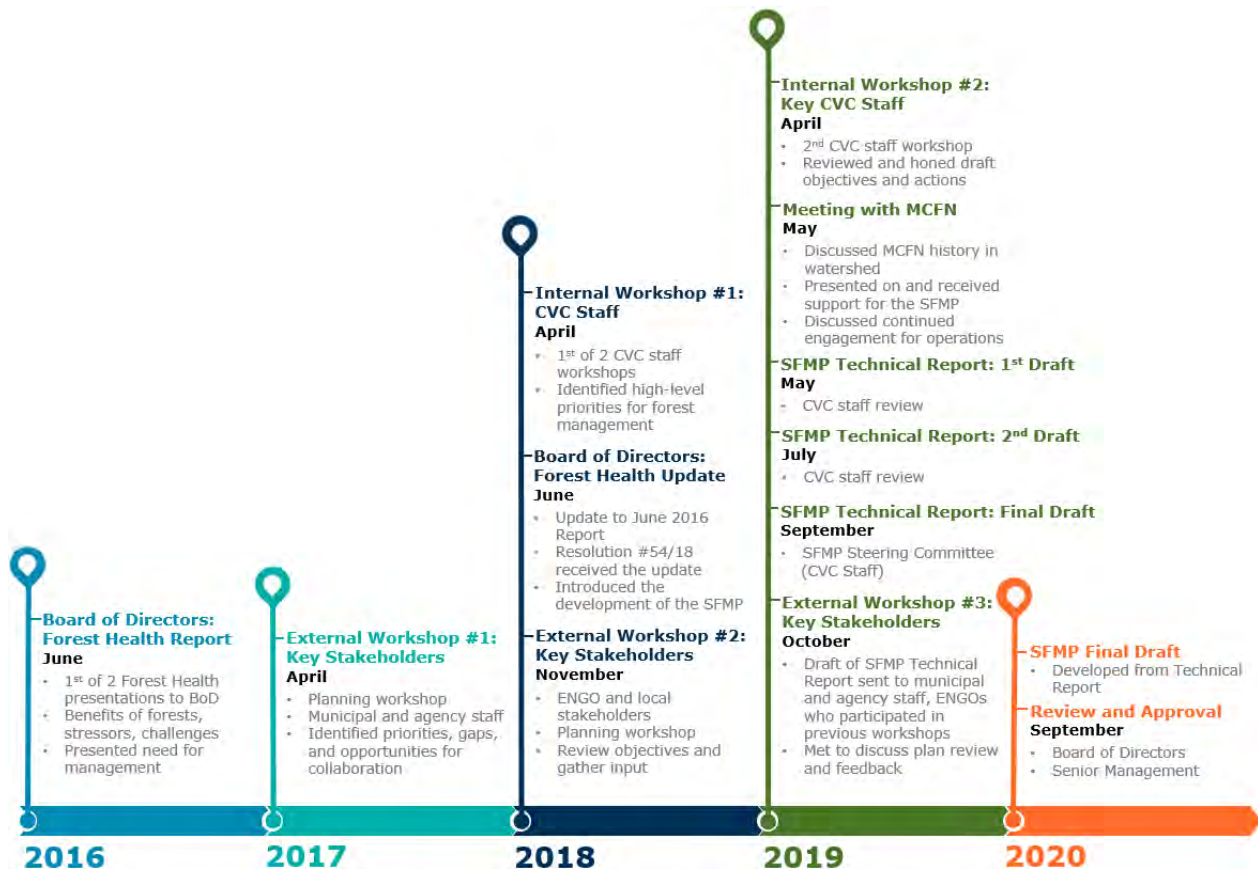 Board of Directors:
Forest Health Report
June
• 1st of 2 Forest Health
presentations to BoD
• Benefits of forests,
stressors, challenges
• Presented need for
management
External Workshop #1:
Key Stakeholders
April
• Planning workshop
• Municipal and agency staff
• Identified priorities, gaps,
and opportunities for
collaboration
Internal Workshop #1:
CVC Staff
April
• 1st of 2 CVC staff
workshops
• Identified high-level
priorities for forest
management
Board of Directors:
Forest Health Update
June
• Update to June 2016
Report
• Resolution #54/18
received the update
• Introduced the
development of the SFMP
External Workshop #2:
Key Stakeholders
November
• ENGO and local
stakeholders
• Planning workshop
• Review objectives and
gather input
Internal Workshop #2:
Key CVC Staff
April
• 2nd CVC staff workshop
• Reviewed and honed draft
objectives and actions
Meeting with MCFN
May
• Discussed MCFN history in
watershed
• Presented on and received
support for the SFMP
• Discussed continued
engagement for operations
SFMP Technical Report: 1st Draft
May
• CVC staff review
SFMP Technical Report: 2nd Draft
July
• CVC staff review
SFMP Technical Report: Final Draft
September
• SFMP Steering Committee
(CVC Staff)
External Workshop #3:
Key Stakeholders
October
• Draft of SFMP Technical
Report sent to municipal
and agency staff, ENGOs
who participated in
previous workshops
• Met to discuss plan review
and feedback
SFMP Final Draft
• Developed from Technical
Report
Review and Approval
September
• Board of Directors
• Senior Management
2016
2017
2018
2019
2020